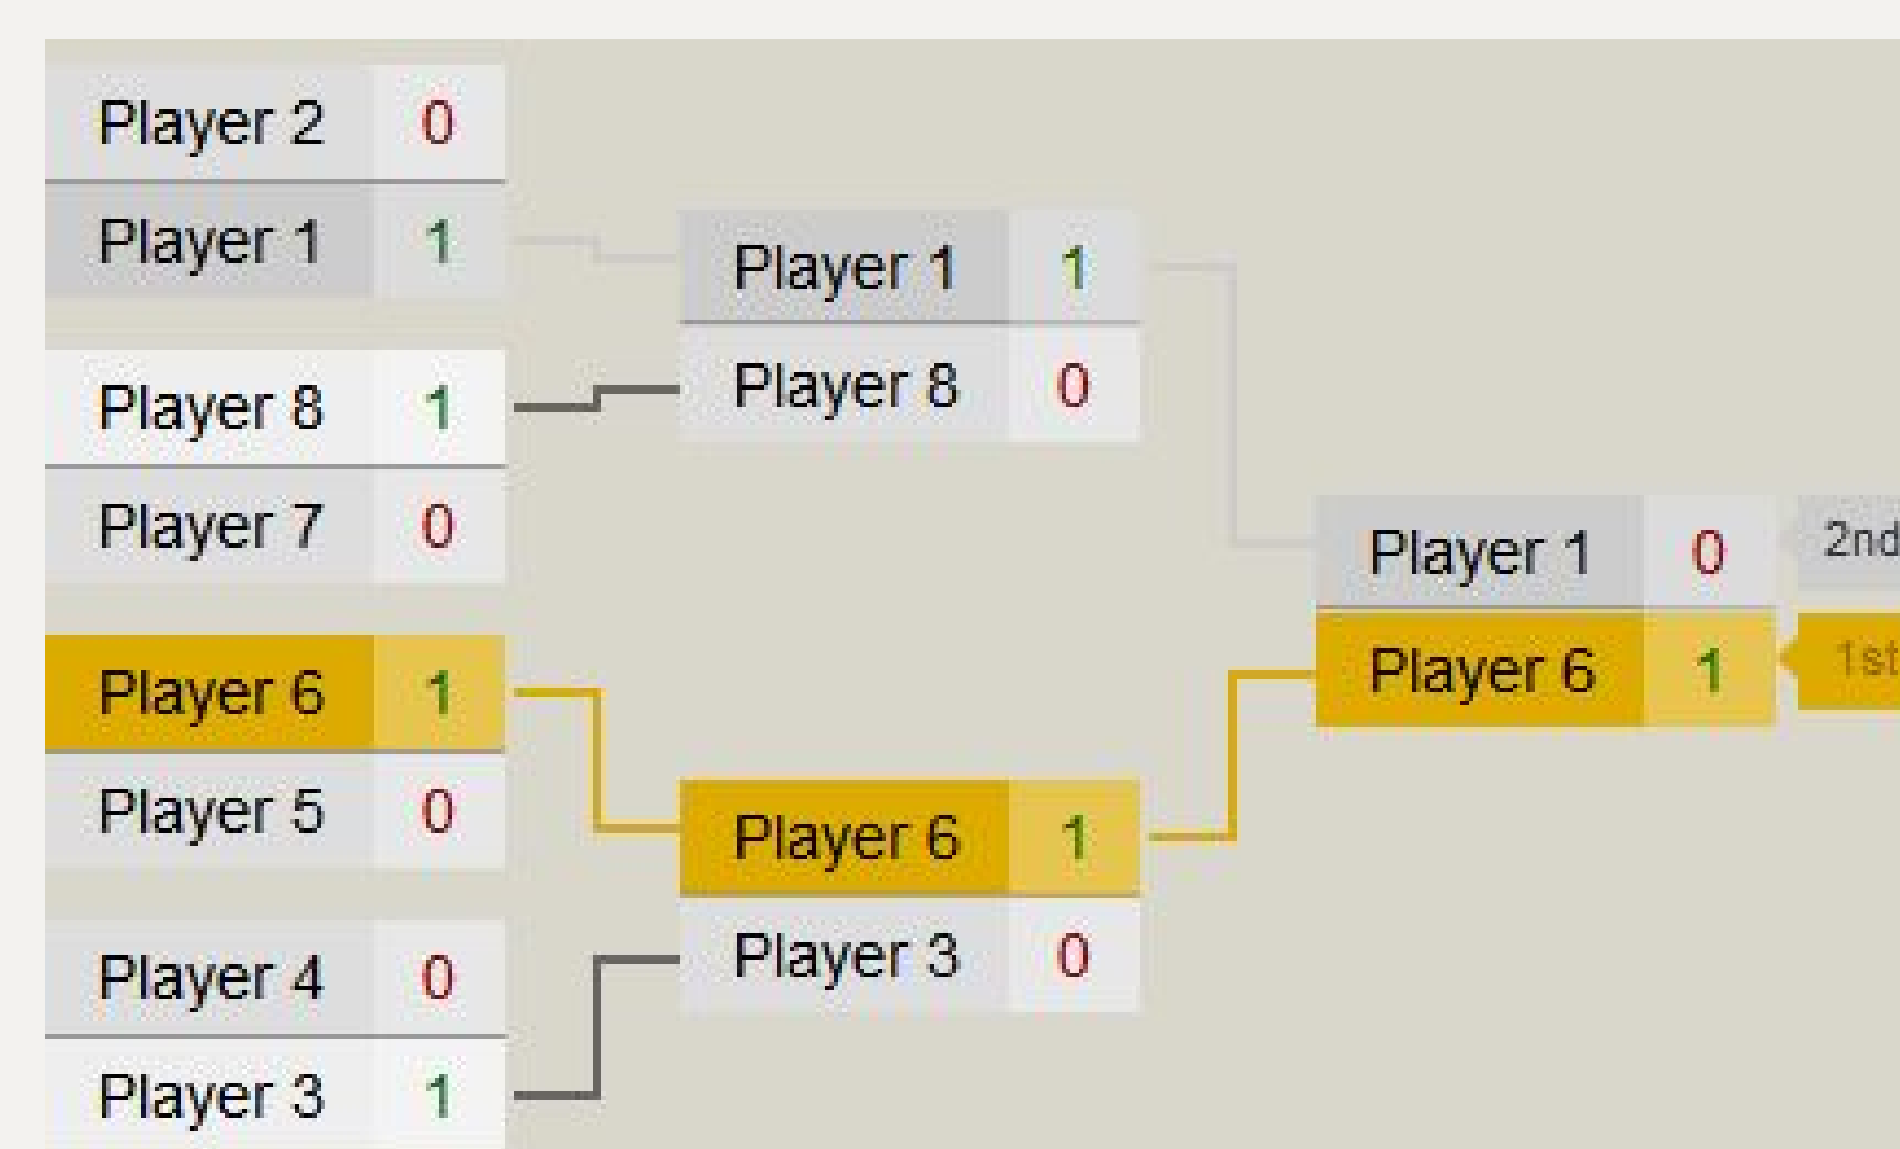 Player 2 0
Player 1 1
Player 8 1
Player 7 0
Player 6 1
Player 5 0
Player 4 0
Player 3 1
Player 1 1
Player 8 0
Player 6 1
Player 3 0
Player 1 0
2nd
Player 6 1
1st